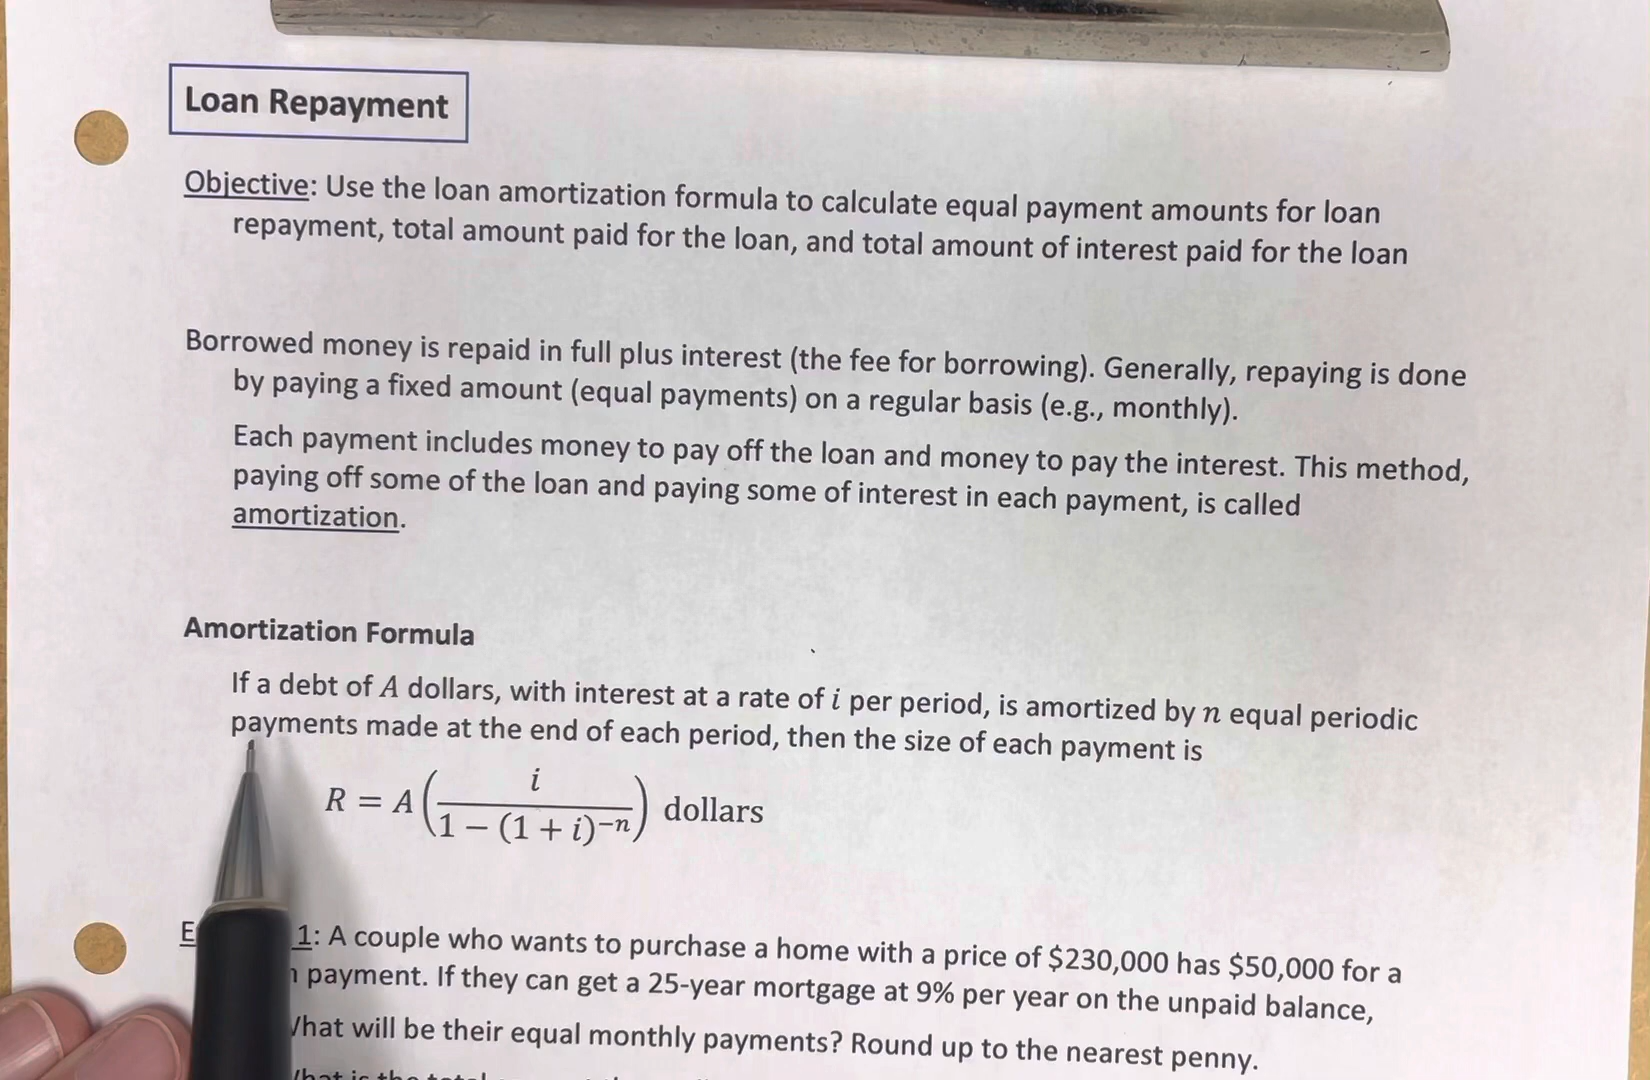 Loan Repayment
Objective: Use the loan amortization formula to calculate equal payment amounts for loan
repayment, total amount paid for the loan, and total amount of interest paid for the loan
Borrowed money is repaid in full plus interest (the fee for borrowing). Generally, repaying is done
by paying a fixed amount (equal payments) on a regular basis (e.g., monthly).
Each payment includes money to pay off the loan and money to pay the interest. This method,
paying off some of the loan and paying some of interest in each payment, is called
amortization.
Amortization Formula
If a debt of A dollars, with interest at a rate of i per period, is amortized by n equal periodic
payments made at the end of each period, then the size of each payment is
R = A(i / (1 − (1 + i)⁻ⁿ)) dollars
1: A couple who wants to purchase a home with a price of $230,000 has $50,000 for a
payment. If they can get a 25-year mortgage at 9% per year on the unpaid balance,
will be their equal monthly payments? Round up to the nearest penny.